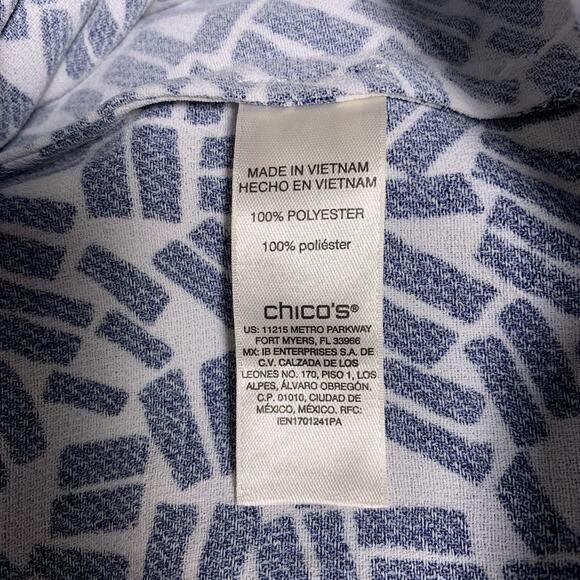 MADE IN VIETNAM
HECHO EN VIETNAM
100% POLYESTER
100% poliéster
chico's®
US: 11215 METRO PARKWAY
FORT MYERS, FL 33966
MX: IB ENTERPRISES S.A. DE
C.V. CALZADA DE LOS
LEONES NO. 170, PISO 1, LOS
ALPES, ÁLVARO OBREGÓN,
C.P. 01010, CIUDAD DE
MÉXICO, MÉXICO. RFC:
IEN1701241PA